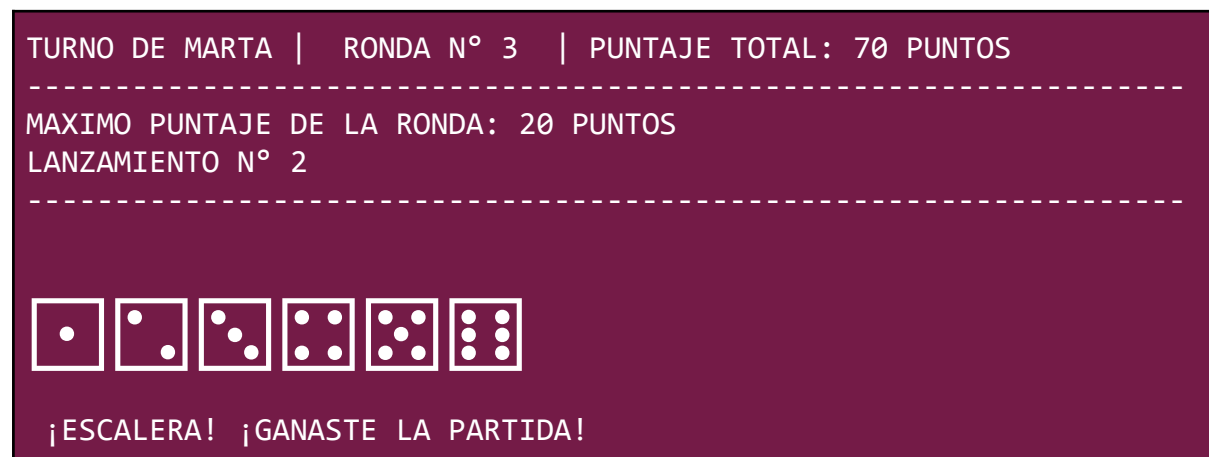 TURNO DE MARTA | RONDA N° 3 | PUNTAJE TOTAL: 70 PUNTOS
-------------------------------------------------------------------
MAXIMO PUNTAJE DE LA RONDA: 20 PUNTOS
LANZAMIENTO N° 2
-------------------------------------------------------------------
¡ESCALERA! ¡GANASTE LA PARTIDA!